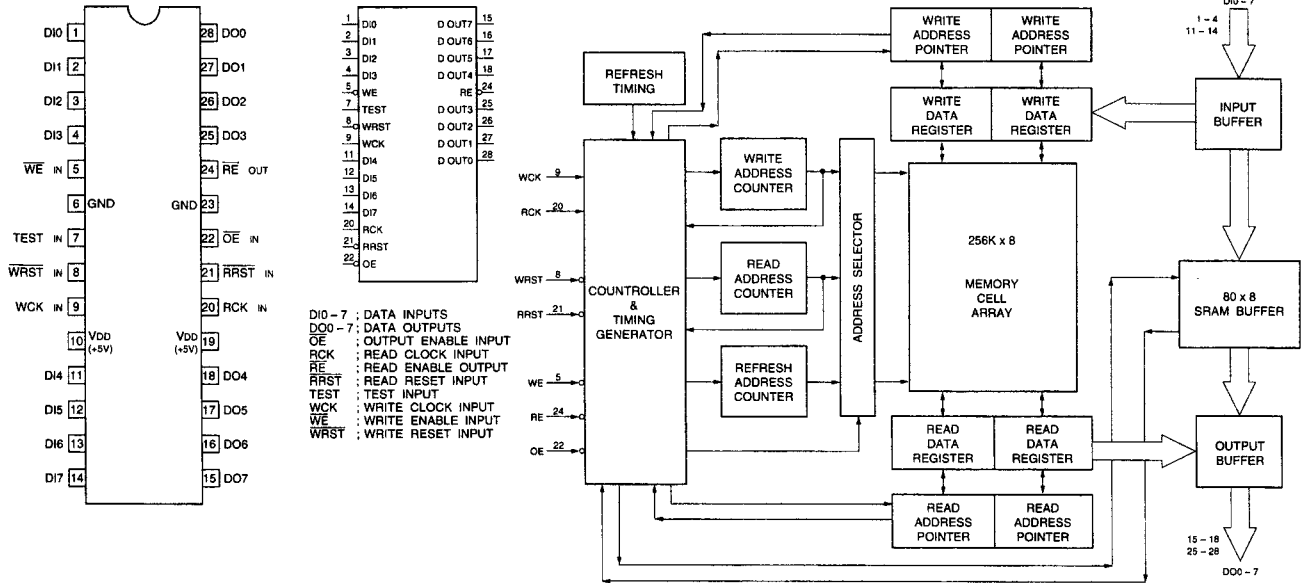 DI0 1 28 DO0
DI1 2 27 DO1
DI2 3 26 DO2
DI3 4 25 DO3
WE IN 5 24 RE OUT
6 GND GND 23
TEST IN 7 22 OE IN
WRST IN 8 21 RRST IN
WCK IN 9 20 RCK IN
10 VDD (+5V) 19
DI4 11 18 DO4
DI5 12 17 DO5
DI6 13 16 DO6
DI7 14 15 DO7
1 DI0 D OUT7 15
2 DI1 D OUT6 16
3 DI2 D OUT5 17
4 DI3 D OUT4 18
5 WE RE 24
7 TEST D OUT3 25
8 WRST D OUT2 26
9 WCK D OUT1 27
11 DI4 D OUT0 28
12 DI5
13 DI6
14 DI7
20 RCK
21 RRST
22 OE
DI0 – 7 ; DATA INPUTS
DO0 – 7 ; DATA OUTPUTS
OE ; OUTPUT ENABLE INPUT
RCK ; READ CLOCK INPUT
RE ; READ ENABLE OUTPUT
RRST ; READ RESET INPUT
TEST ; TEST INPUT
WCK ; WRITE CLOCK INPUT
WE ; WRITE ENABLE INPUT
WRST ; WRITE RESET INPUT
REFRESH
TIMING
WCK 9
RCK 20
WRST 8
RRST 21
WE 5
RE 24
OE 22
COUNTROLLER
&
TIMING
GENERATOR
WRITE
ADDRESS
COUNTER
READ
ADDRESS
COUNTER
REFRESH
ADDRESS
COUNTER
ADDRESS SELECTOR
WRITE
ADDRESS
POINTER
WRITE
ADDRESS
POINTER
WRITE
DATA
REGISTER
WRITE
DATA
REGISTER
256K x 8
MEMORY
CELL
ARRAY
READ
DATA
REGISTER
READ
DATA
REGISTER
READ
ADDRESS
POINTER
READ
ADDRESS
POINTER
DI0 – 7
1 – 4
11 – 14
INPUT
BUFFER
80 x 8
SRAM BUFFER
OUTPUT
BUFFER
15 – 18
25 – 28
DO0 – 7